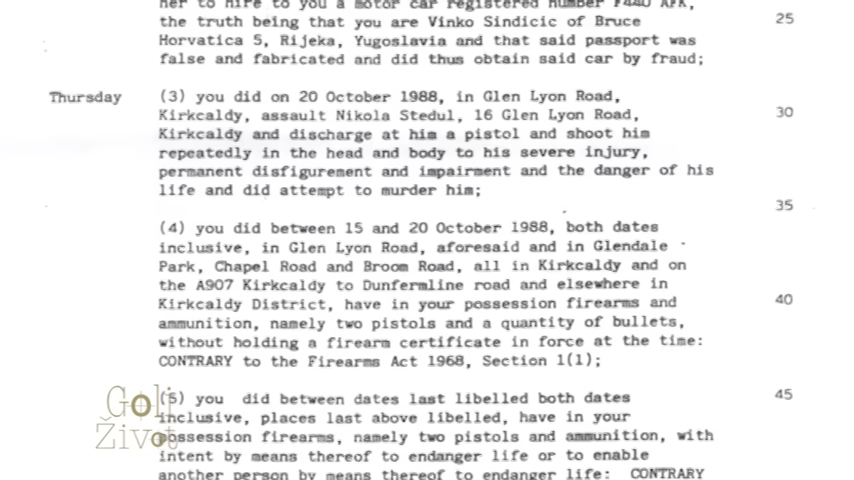 her to hire to you a motor car registered number F440 AFK,
the truth being that you are Vinko Sindicic of Bruce 25
Horvatica 5, Rijeka, Yugoslavia and that said passport was
false and fabricated and did thus obtain said car by fraud;
Thursday (3) you did on 20 October 1988, in Glen Lyon Road,
Kirkcaldy, assault Nikola Stedul, 16 Glen Lyon Road, 30
Kirkcaldy and discharge at him a pistol and shoot him
repeatedly in the head and body to his severe injury,
permanent disfigurement and impairment and the danger of his
life and did attempt to murder him;
35
(4) you did between 15 and 20 October 1988, both dates
inclusive, in Glen Lyon Road, aforesaid and in Glendale
Park, Chapel Road and Broom Road, all in Kirkcaldy and on
the A907 Kirkcaldy to Dunfermline road and elsewhere in
Kirkcaldy District, have in your possession firearms and 40
ammunition, namely two pistols and a quantity of bullets,
without holding a firearm certificate in force at the time:
CONTRARY to the Firearms Act 1968, Section 1(1);
(5) you did between dates last libelled both dates 45
inclusive, places last above libelled, have in your
possession firearms, namely two pistols and ammunition, with
intent by means thereof to endanger life or to enable
another person by means thereof to endanger life: CONTRARY
Goli
Život